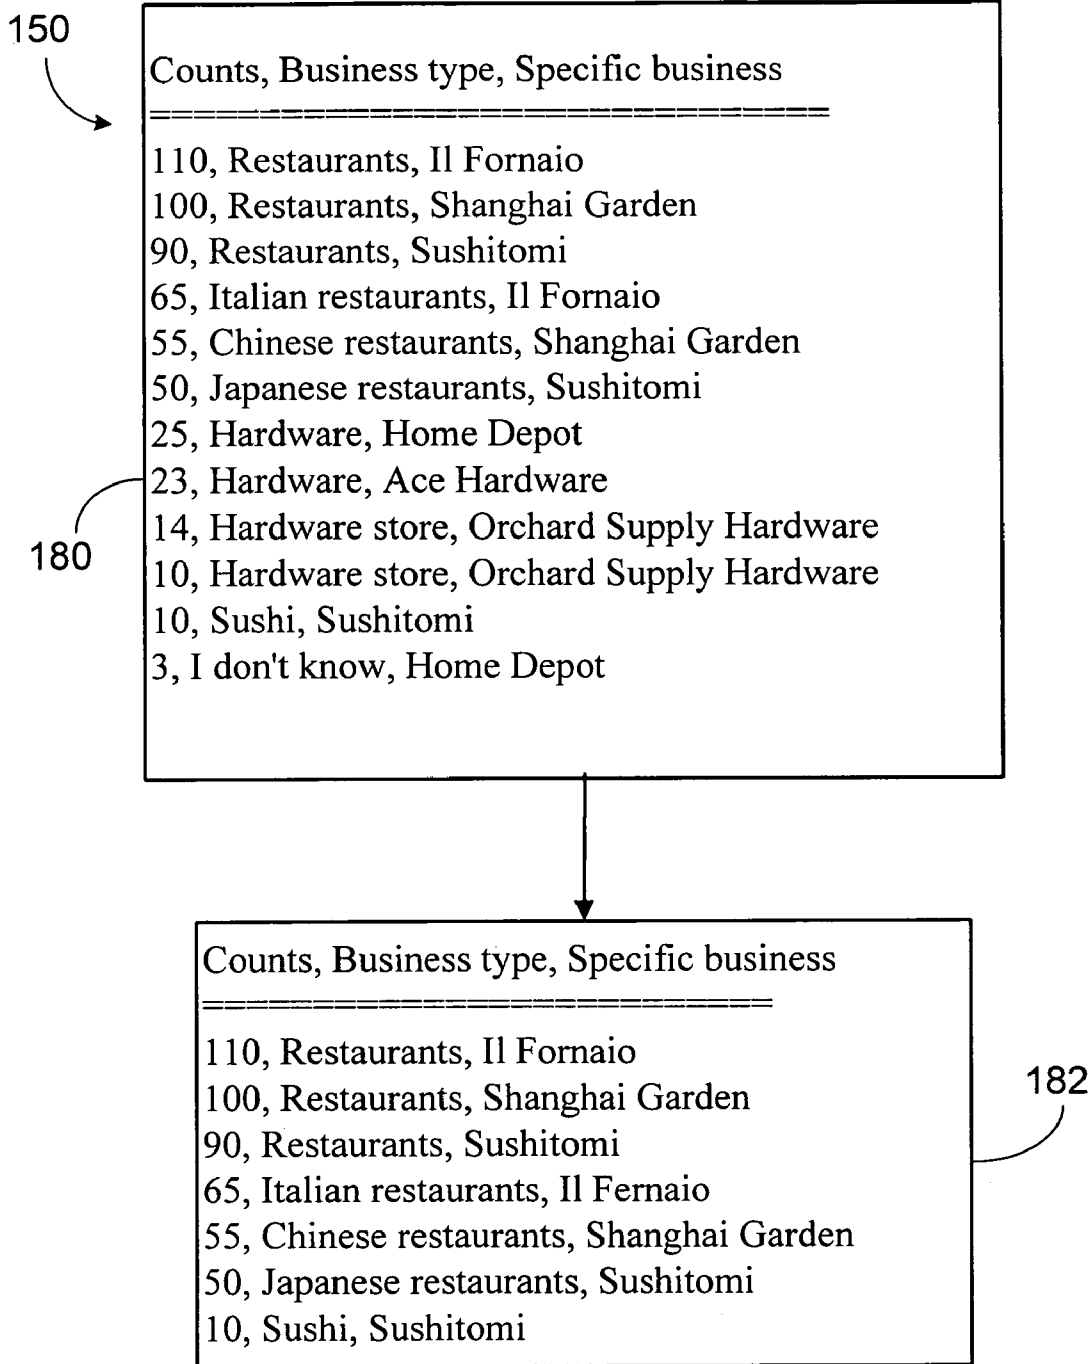 150
Counts, Business type, Specific business
===============================
110, Restaurants, Il Fornaio
100, Restaurants, Shanghai Garden
90, Restaurants, Sushitomi
65, Italian restaurants, Il Fornaio
55, Chinese restaurants, Shanghai Garden
50, Japanese restaurants, Sushitomi
25, Hardware, Home Depot
23, Hardware, Ace Hardware
14, Hardware store, Orchard Supply Hardware
180
10, Hardware store, Orchard Supply Hardware
10, Sushi, Sushitomi
3, I don't know, Home Depot
Counts, Business type, Specific business
==========================
110, Restaurants, Il Fornaio
100, Restaurants, Shanghai Garden
182
90, Restaurants, Sushitomi
65, Italian restaurants, Il Fernaio
55, Chinese restaurants, Shanghai Garden
50, Japanese restaurants, Sushitomi
10, Sushi, Sushitomi